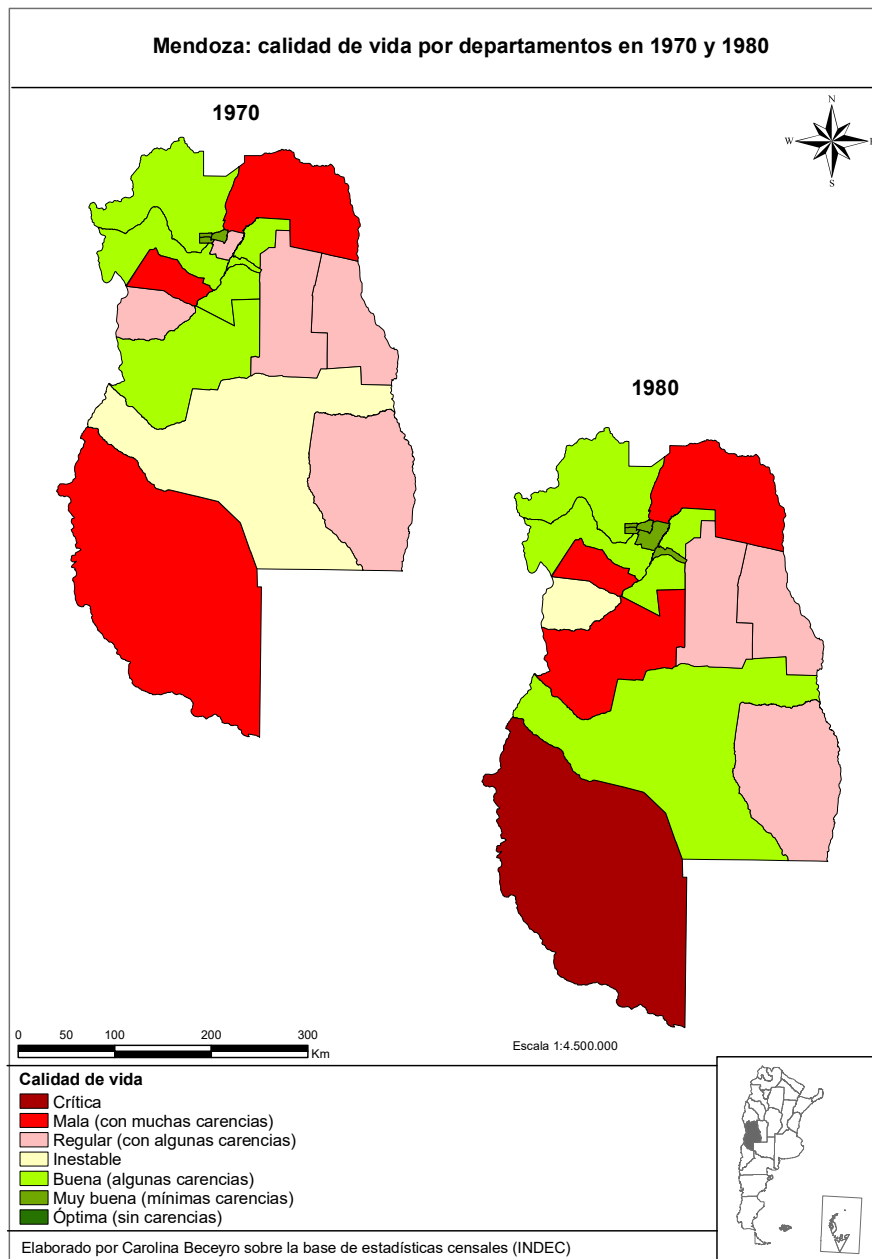 Mendoza: calidad de vida por departamentos en 1970 y 1980
1970
N
W
E
S
1980
0 50 100 200 300
Km
Escala 1:4.500.000
Calidad de vida
Crítica
Mala (con muchas carencias)
Regular (con algunas carencias)
Inestable
Buena (algunas carencias)
Muy buena (mínimas carencias)
Óptima (sin carencias)
Elaborado por Carolina Beceyro sobre la base de estadísticas censales (INDEC)